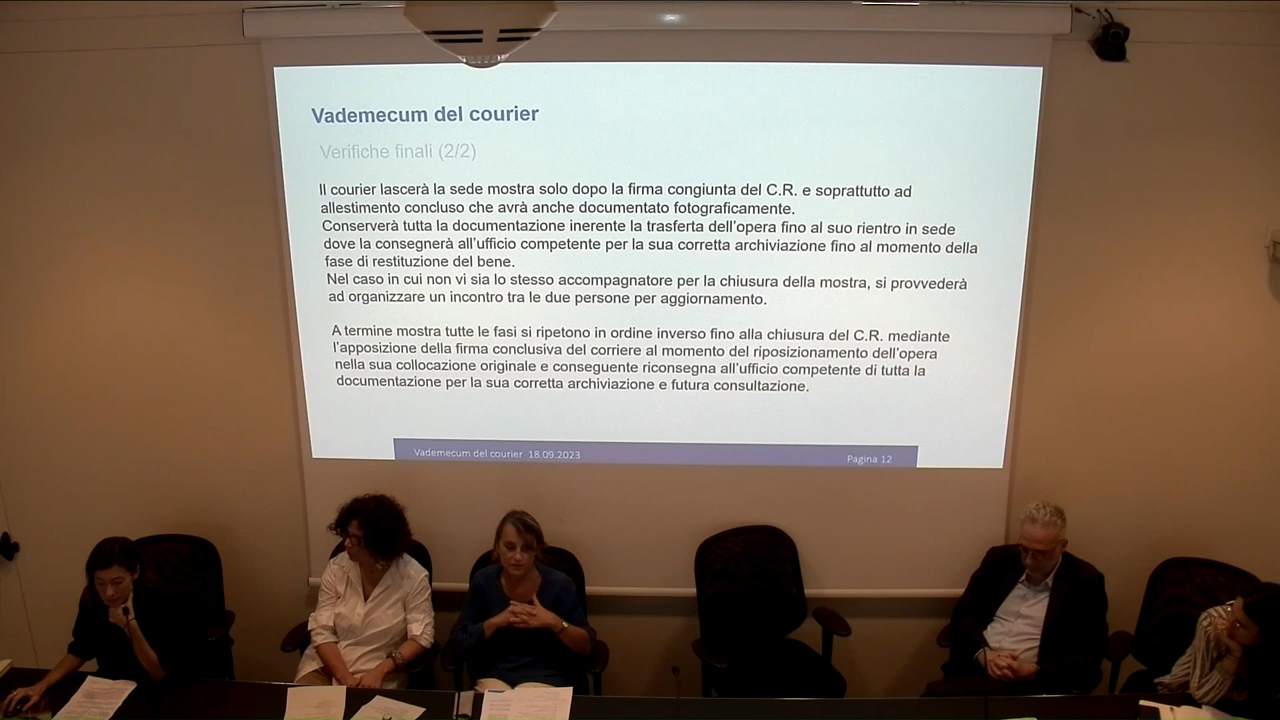 Vademecum del courier
Verifiche finali (2/2)
Il courier lascerà la sede mostra solo dopo la firma congiunta del C.R. e soprattutto ad
allestimento concluso che avrà anche documentato fotograficamente.
Conserverà tutta la documentazione inerente la trasferta dell'opera fino al suo rientro in sede
dove la consegnerà all'ufficio competente per la sua corretta archiviazione fino al momento della
fase di restituzione del bene.
Nel caso in cui non vi sia lo stesso accompagnatore per la chiusura della mostra, si provvederà
ad organizzare un incontro tra le due persone per aggiornamento.
A termine mostra tutte le fasi si ripetono in ordine inverso fino alla chiusura del C.R. mediante
l'apposizione della firma conclusiva del corriere al momento del riposizionamento dell'opera
nella sua collocazione originale e conseguente riconsegna all'ufficio competente di tutta la
documentazione per la sua corretta archiviazione e futura consultazione.
Vademecum del courier 18.09.2023
Pagina 12